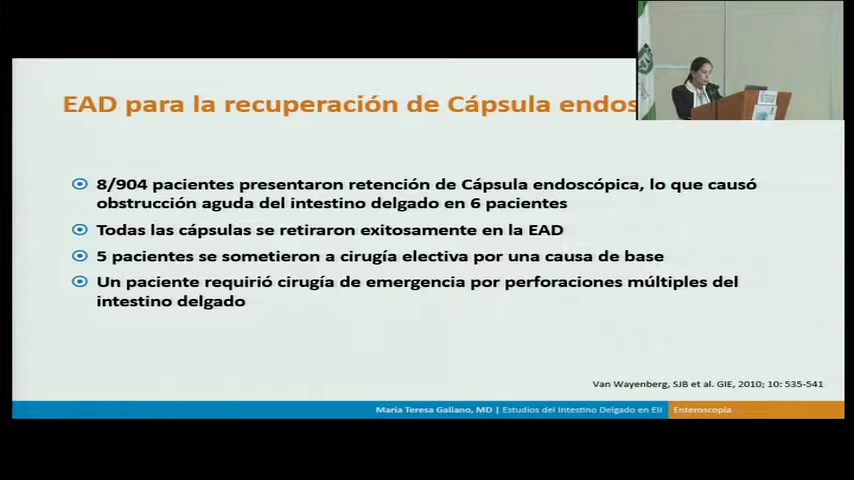 EAD para la recuperación de Cápsula endos
8/904 pacientes presentaron retención de Cápsula endoscópica, lo que causó
obstrucción aguda del intestino delgado en 6 pacientes
Todas las cápsulas se retiraron exitosamente en la EAD
5 pacientes se sometieron a cirugía electiva por una causa de base
Un paciente requirió cirugía de emergencia por perforaciones múltiples del
intestino delgado
Van Wayenberg, SJB et al. GIE, 2010; 10: 535-541
María Teresa Galiano, MD | Estudios del Intestino Delgado en EII Enteroscopia